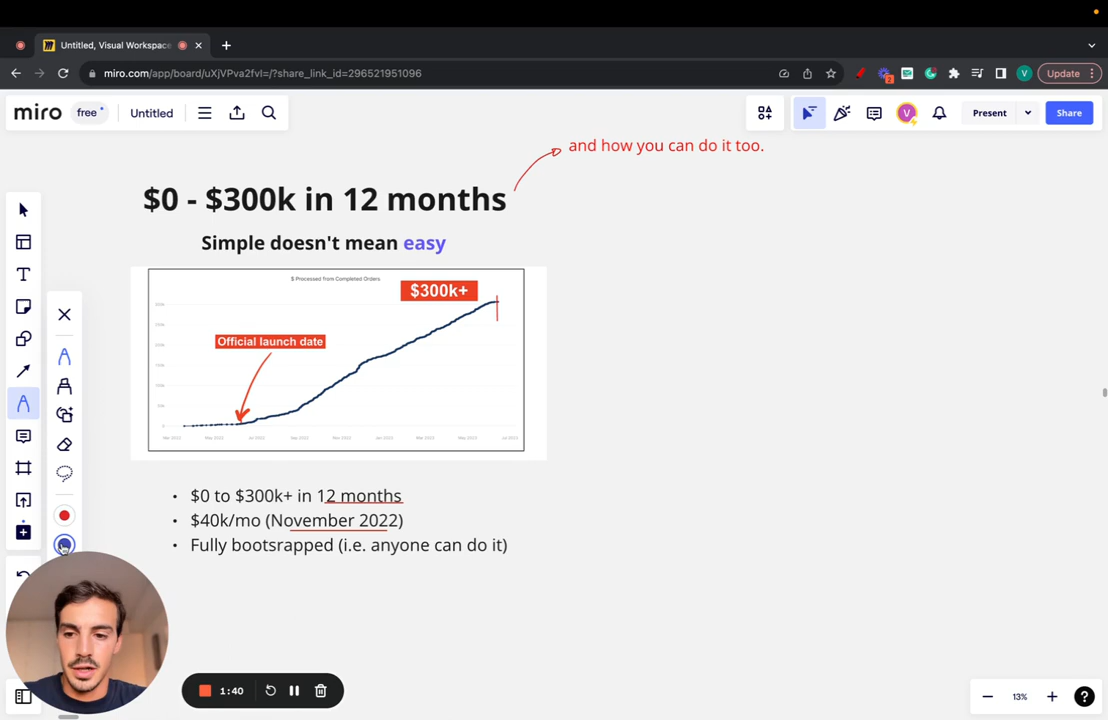 Untitled, Visual Workspace
miro.com/app/board/uXjVPva2fvI=/?share_link_id=296521951096
2
V
Update
miro
free
Untitled
V
Present
Share
and how you can do it too.
$0 - $300k in 12 months
Simple doesn't mean easy
$ Processed from Completed Orders
$300k+
Official launch date
• $0 to $300k+ in 12 months
• $40k/mo (November 2022)
• Fully bootsrapped (i.e. anyone can do it)
1:40
13%
?